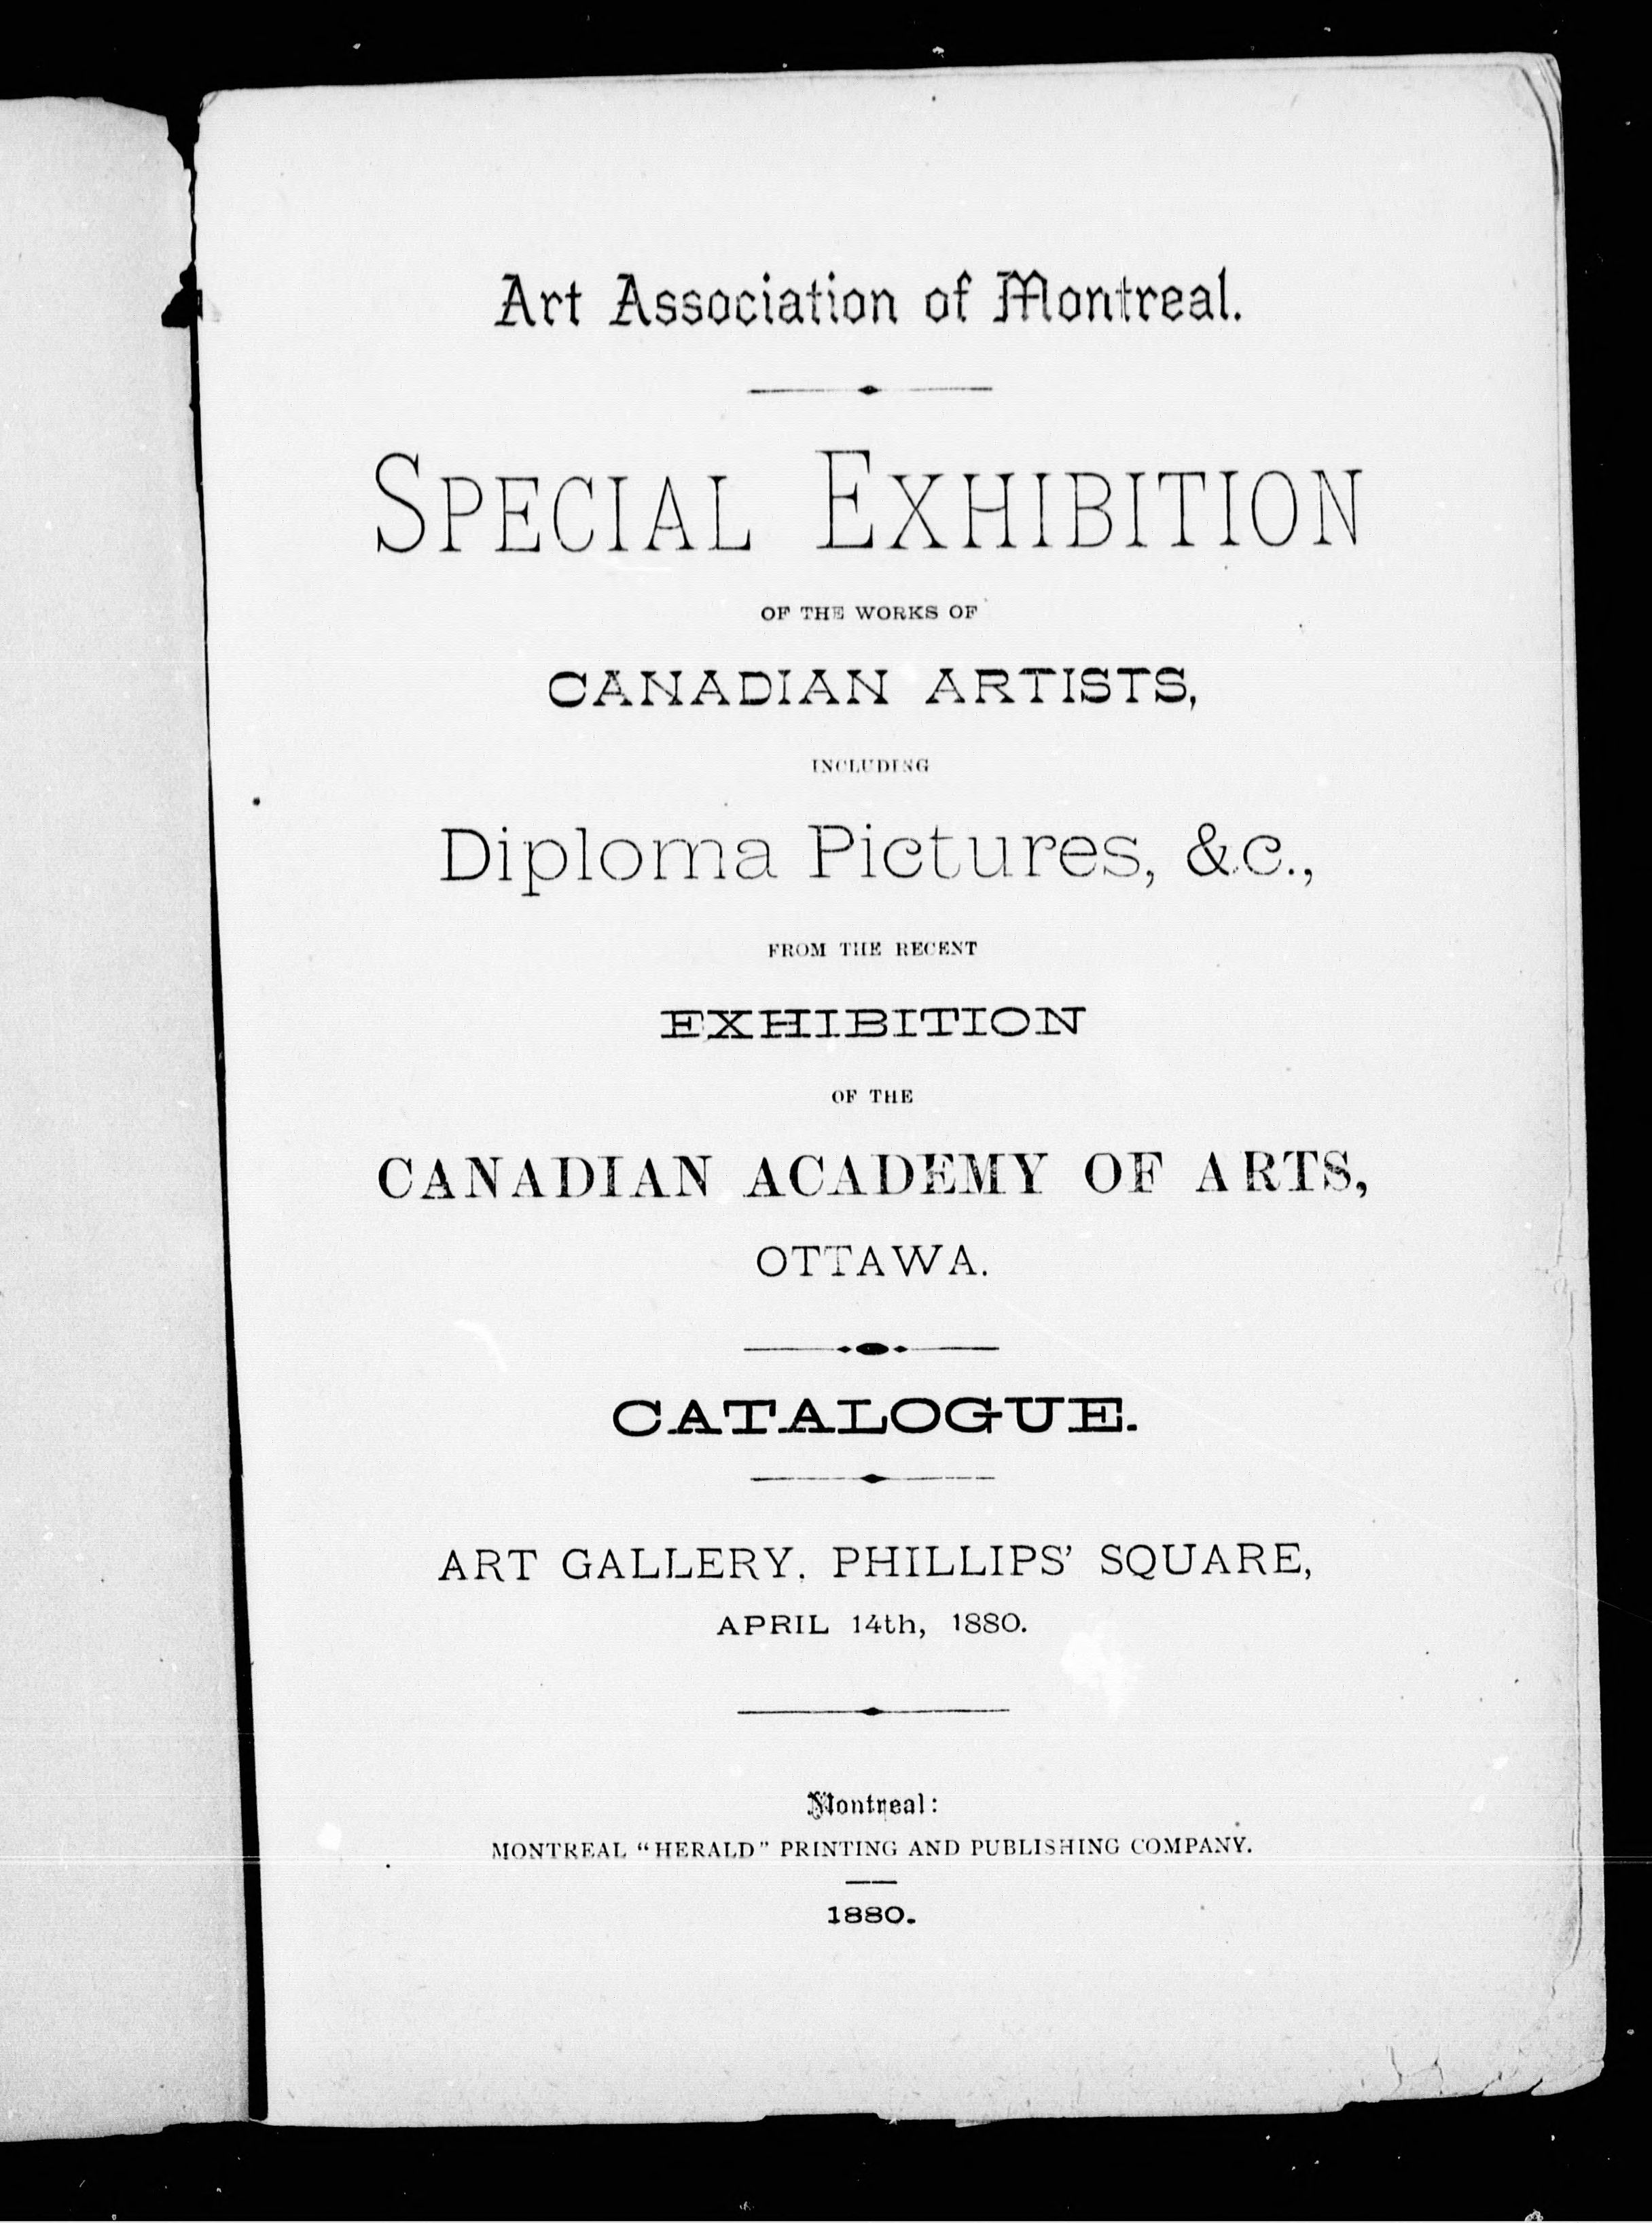 Art Association of Montreal.
SPECIAL EXHIBITION
OF THE WORKS OF
CANADIAN ARTISTS,
INCLUDING
Diploma Pictures, &c.,
FROM THE RECENT
EXHIBITION
OF THE
CANADIAN ACADEMY OF ARTS,
OTTAWA.
CATALOGUE.
ART GALLERY. PHILLIPS' SQUARE,
APRIL 14th, 1880.
Montreal:
MONTREAL "HERALD" PRINTING AND PUBLISHING COMPANY.
1880.